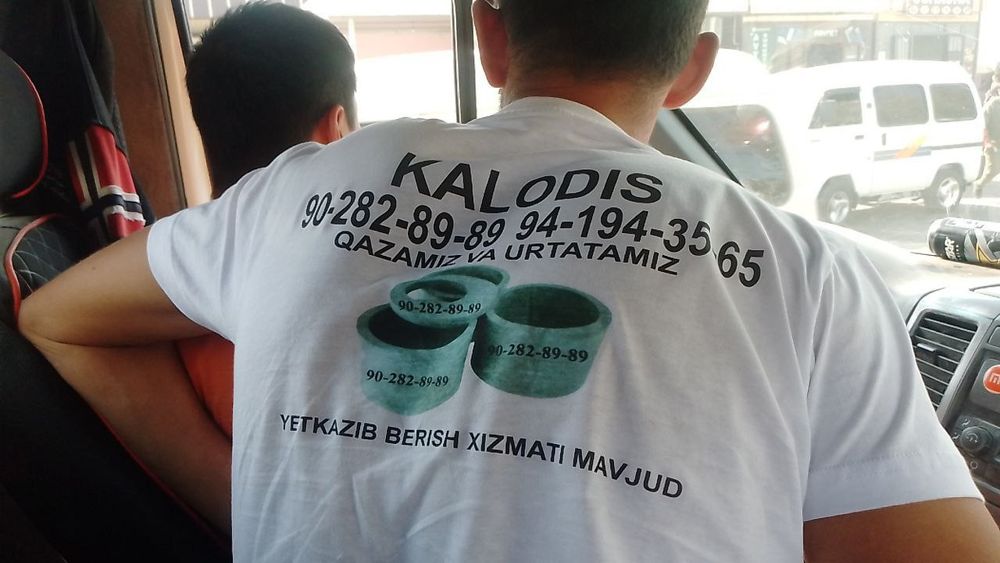 KALODIS
90-282-89-89 94-194-35-65
QAZAMIZ VA URTATAMIZ
90-282-89-89
90-282-89-89
90-282-89-89
YETKAZIB BERISH XIZMATI MAVJUD